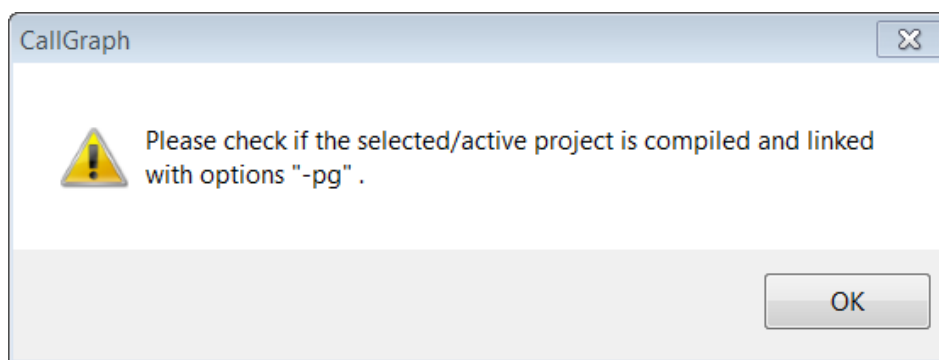 CallGraph
Please check if the selected/active project is compiled and linked
with options "-pg" .
OK